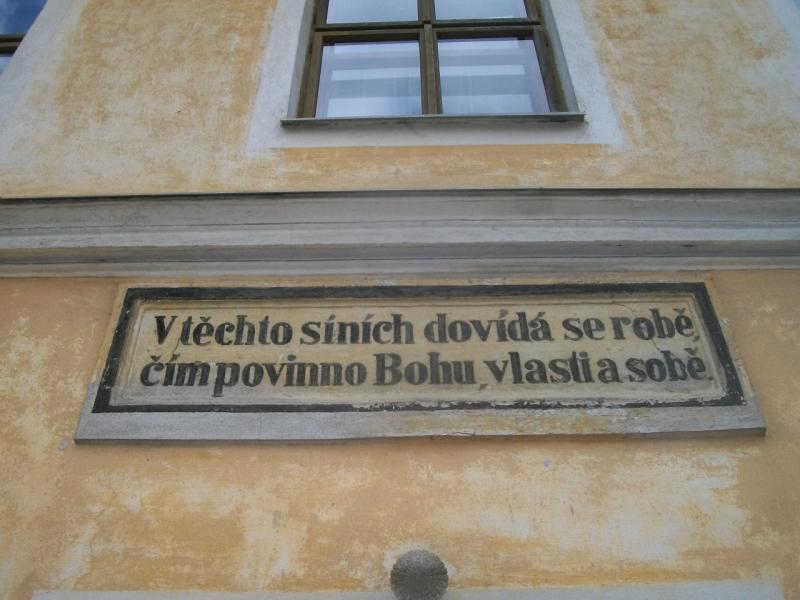 V těchto síních dovídá se robě,
čím povinno Bohu, vlasti a sobě.